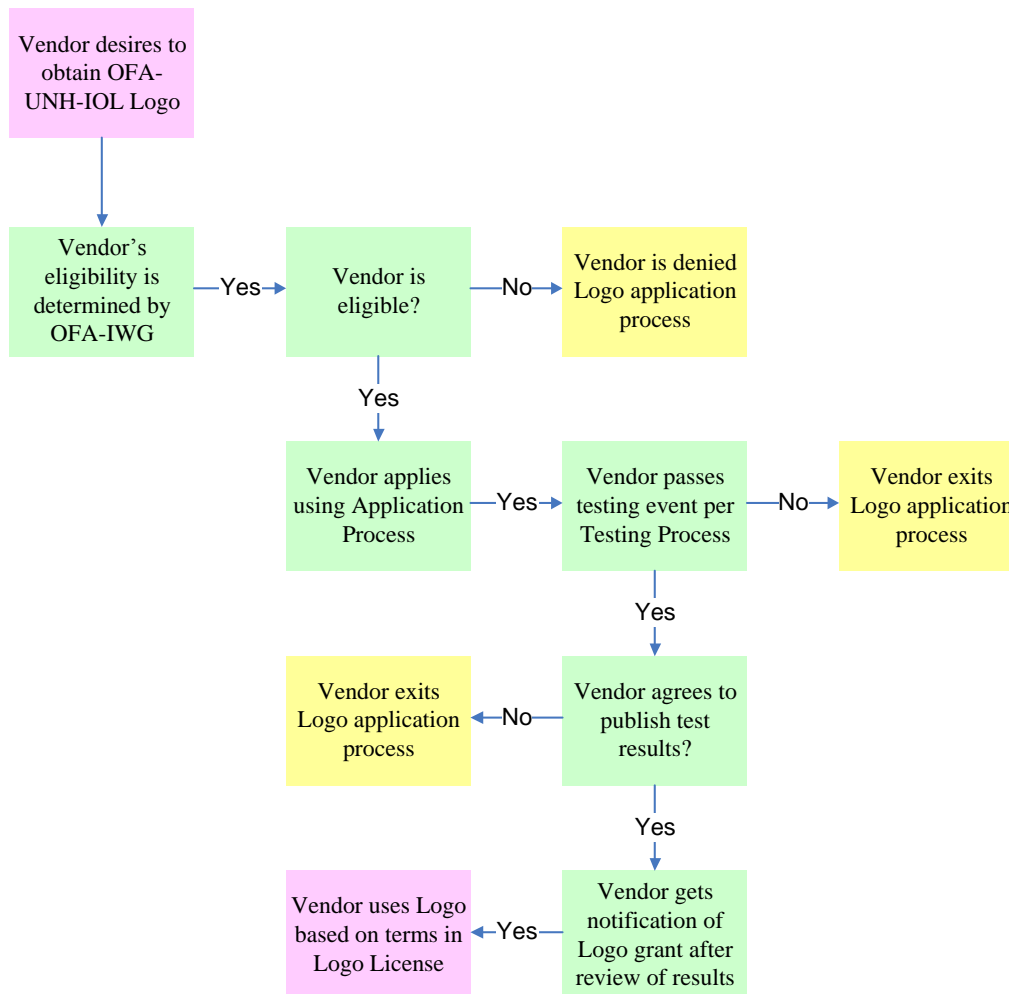 Vendor desires to
obtain OFA-
UNH-IOL Logo
Vendor’s
eligibility is
determined by
OFA-IWG
Yes
Vendor is
eligible?
No
Vendor is denied
Logo application
process
Yes
Vendor applies
using Application
Process
Yes
Vendor passes
testing event per
Testing Process
No
Vendor exits
Logo application
process
Yes
Vendor exits
Logo application
process
No
Vendor agrees to
publish test
results?
Yes
Vendor uses Logo
based on terms in
Logo License
Yes
Vendor gets
notification of
Logo grant after
review of results